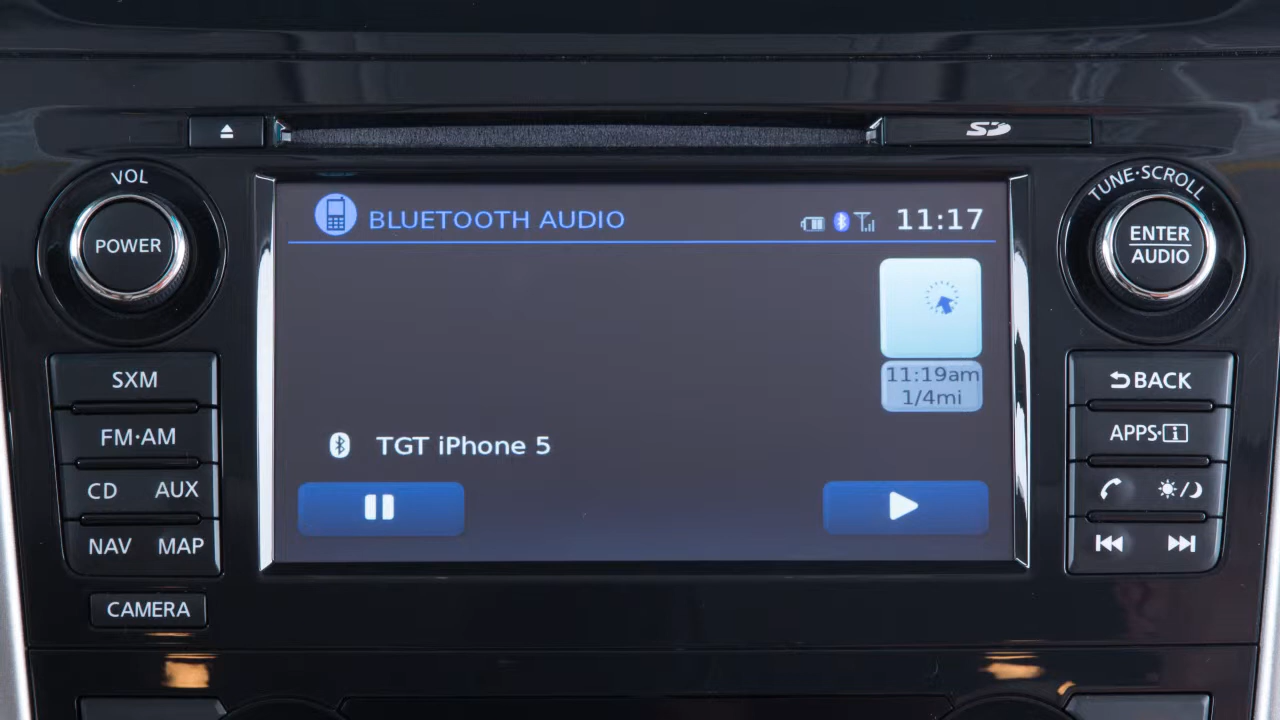 SD
VOL
POWER
BLUETOOTH AUDIO
11:17
TUNE·SCROLL
ENTER
AUDIO
11:19am
1/4mi
TGT iPhone 5
SXM
FM·AM
CD AUX
NAV MAP
CAMERA
BACK
APPS·i